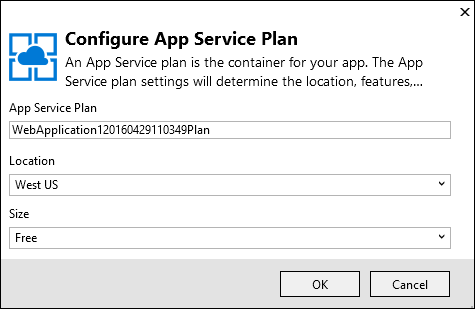 Configure App Service Plan
An App Service plan is the container for your app. The App
Service plan settings will determine the location, features,...
App Service Plan
WebApplication120160429110349Plan
Location
West US
Size
Free
OK Cancel